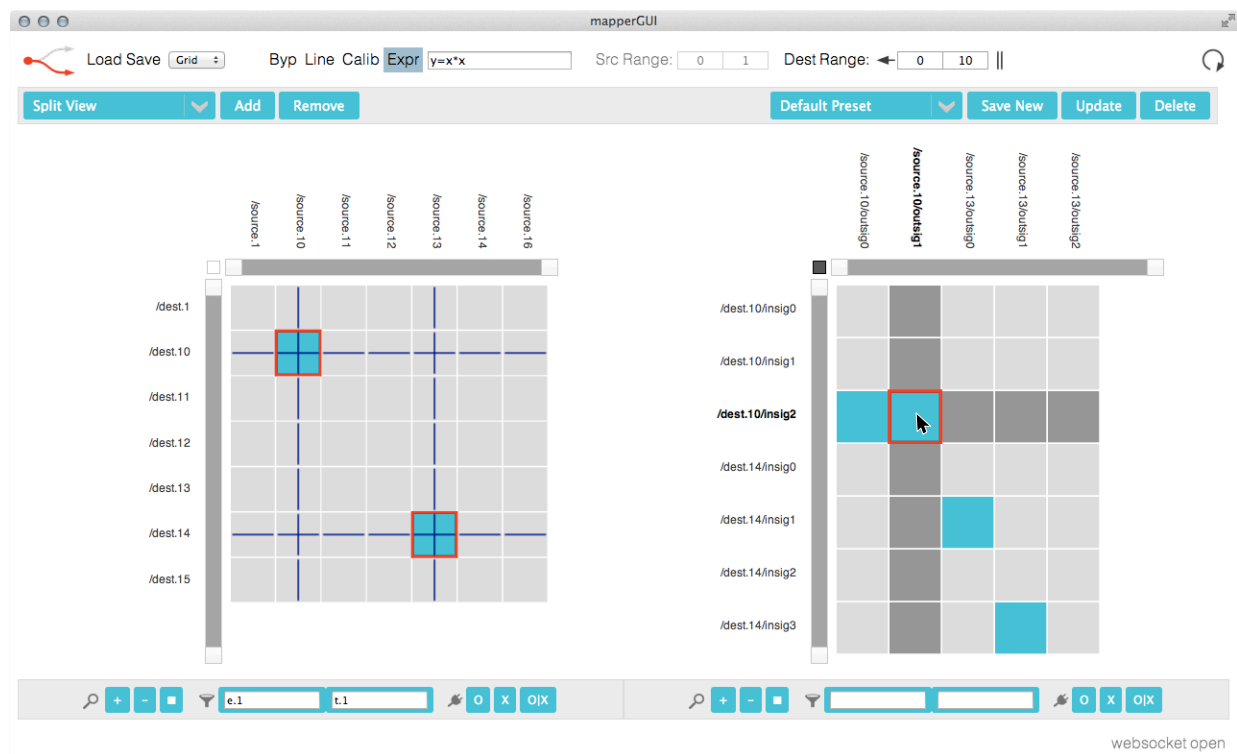 mapperGUI
Load Save Grid Byp Line Calib Expr y=x*x Src Range: 0 1 Dest Range: 0 10
Split View Add Remove Default Preset Save New Update Delete
/source.1
/source.10
/source.11
/source.12
/source.13
/source.14
/source.16
/dest.1
/dest.10
/dest.11
/dest.12
/dest.13
/dest.14
/dest.15
/source.10/outsig0
/source.10/outsig1
/source.13/outsig0
/source.13/outsig1
/source.13/outsig2
/dest.10/insig0
/dest.10/insig1
/dest.10/insig2
/dest.14/insig0
/dest.14/insig1
/dest.14/insig2
/dest.14/insig3
+ - e.1 t.1 O X O|X + - O X O|X
websocket open